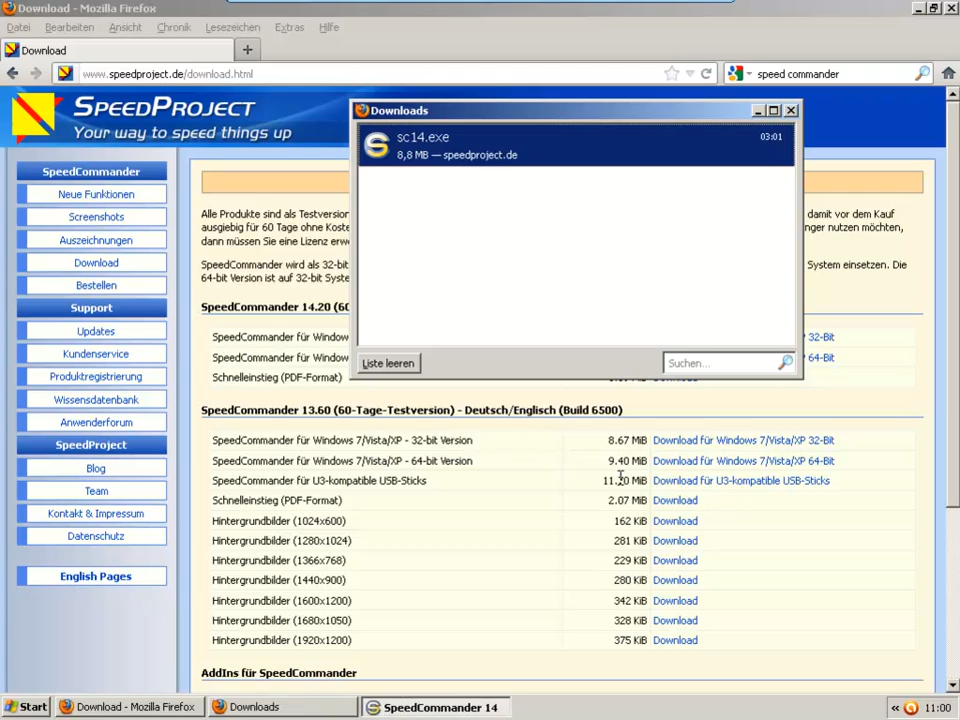 Download - Mozilla Firefox
Datei Bearbeiten Ansicht Chronik Lesezeichen Extras Hilfe
Download
www.speedproject.de/download.html
speed commander
SPEEDPROJECT
Your way to speed things up
Downloads
sc14.exe
03:01
8,8 MB — speedproject.de
Liste leeren
Suchen...
SpeedCommander
Neue Funktionen
Screenshots
Auszeichnungen
Download
Bestellen
Support
Updates
Kundenservice
Produktregistrierung
Wissensdatenbank
Anwenderforum
SpeedProject
Blog
Team
Kontakt & Impressum
Datenschutz
English Pages
Alle Produkte sind als Testversion
damit vor dem Kauf
ausgiebig für 60 Tage ohne Koste
nger nutzen möchten,
dann müssen Sie eine Lizenz erwe
SpeedCommander wird als 32-bit
System einsetzen. Die
64-bit Version ist auf 32-bit System
SpeedCommander 14.20 (60
SpeedCommander für Window
P 32-Bit
SpeedCommander für Window
P 64-Bit
Schnelleinstieg (PDF-Format)
SpeedCommander 13.60 (60-Tage-Testversion) - Deutsch/Englisch (Build 6500)
SpeedCommander für Windows 7/Vista/XP - 32-bit Version 8.67 MiB Download für Windows 7/Vista/XP 32-Bit
SpeedCommander für Windows 7/Vista/XP - 64-bit Version 9.40 MiB Download für Windows 7/Vista/XP 64-Bit
SpeedCommander für U3-kompatible USB-Sticks 11.20 MiB Download für U3-kompatible USB-Sticks
Schnelleinstieg (PDF-Format) 2.07 MiB Download
Hintergrundbilder (1024x600) 162 KiB Download
Hintergrundbilder (1280x1024) 281 KiB Download
Hintergrundbilder (1366x768) 229 KiB Download
Hintergrundbilder (1440x900) 280 KiB Download
Hintergrundbilder (1600x1200) 342 KiB Download
Hintergrundbilder (1680x1050) 328 KiB Download
Hintergrundbilder (1920x1200) 375 KiB Download
AddIns für SpeedCommander
Start Download - Mozilla Firefox Downloads SpeedCommander 14 « 11:00